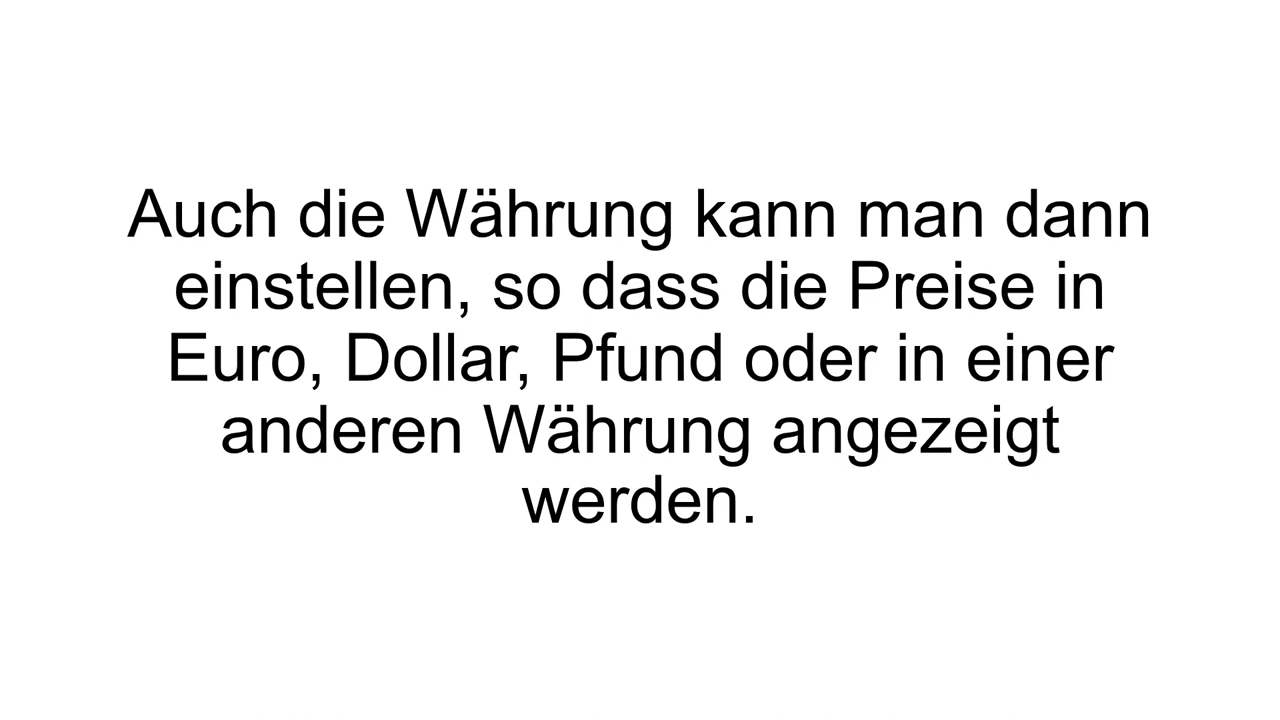 Auch die Währung kann man dann
einstellen, so dass die Preise in
Euro, Dollar, Pfund oder in einer
anderen Währung angezeigt
werden.